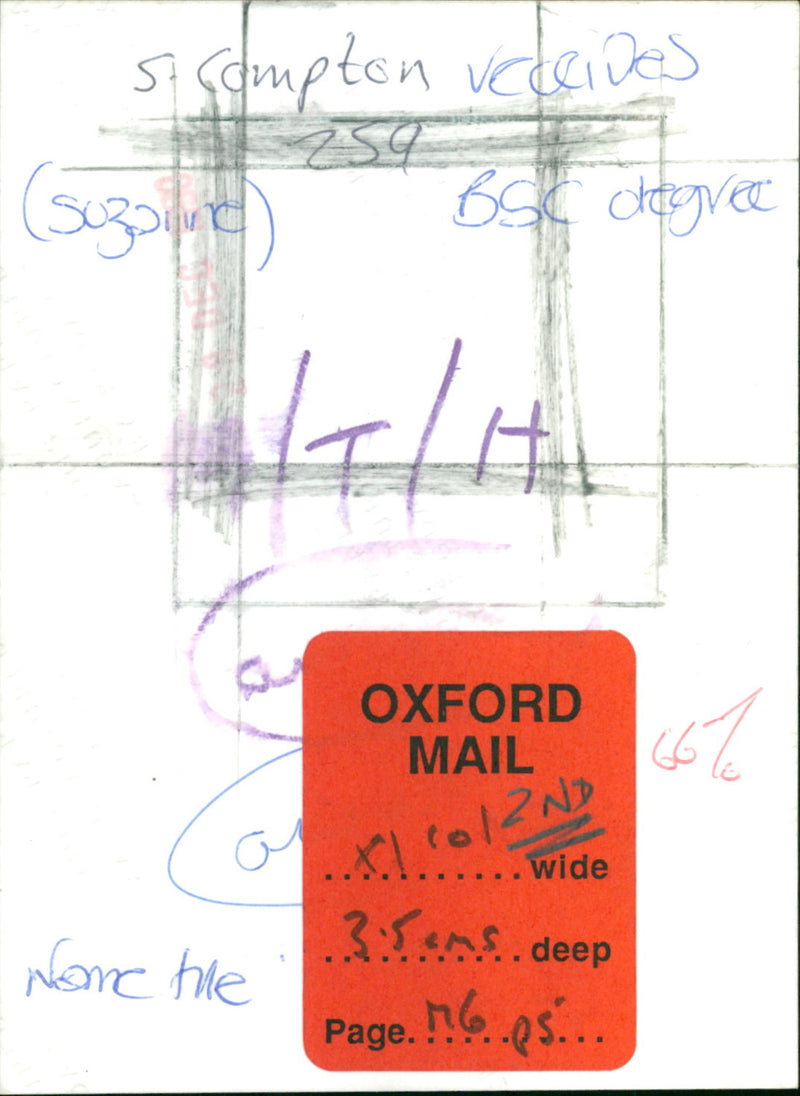 S. Compton receives
259
(Suzanne) BSC degree
/T/H
OXFORD
MAIL
66%
x1 col 2ND
wide
3.5 cms deep
Name file
Page. M6 p5